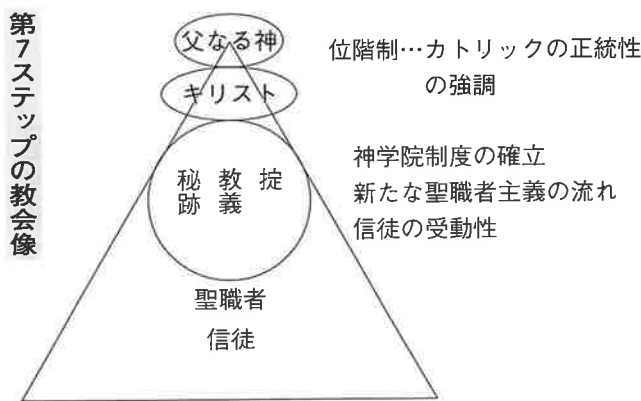 第7ステップの教会像
父なる神
キリスト
秘跡 教義 掟
聖職者
信徒
位階制…カトリックの正統性
の強調
神学院制度の確立
新たな聖職者主義の流れ
信徒の受動性